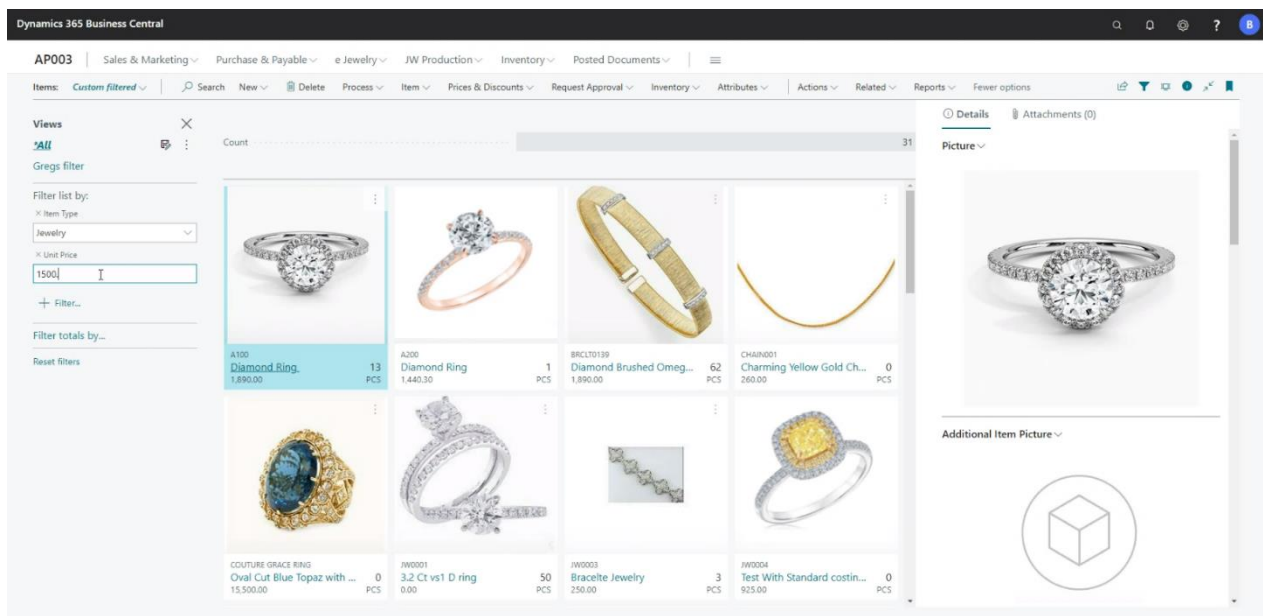 Dynamics 365 Business Central
? B
AP003 Sales & Marketing Purchase & Payable e Jewelry JW Production Inventory Posted Documents
Items: Custom filtered Search New Delete Process Item Prices & Discounts Request Approval Inventory Attributes Actions Related Reports Fewer options
Views
*All
Gregs filter
Filter list by:
× Item Type
Jewelry
× Unit Price
1500.
+ Filter...
Filter totals by...
Reset filters
Count 31
A100
Diamond Ring 13
1,890.00 PCS
A200
Diamond Ring 1
1,440.30 PCS
BRCLT0139
Diamond Brushed Omeg... 62
1,890.00 PCS
CHAIN001
Charming Yellow Gold Ch... 0
260.00 PCS
COUTURE GRACE RING
Oval Cut Blue Topaz with ... 0
15,500.00 PCS
JW0001
3.2 Ct vs1 D ring 50
0.00 PCS
JW0003
Bracelte Jewelry 3
250.00 PCS
JW0004
Test With Standard costin... 0
925.00 PCS
Details Attachments (0)
Picture
Additional Item Picture